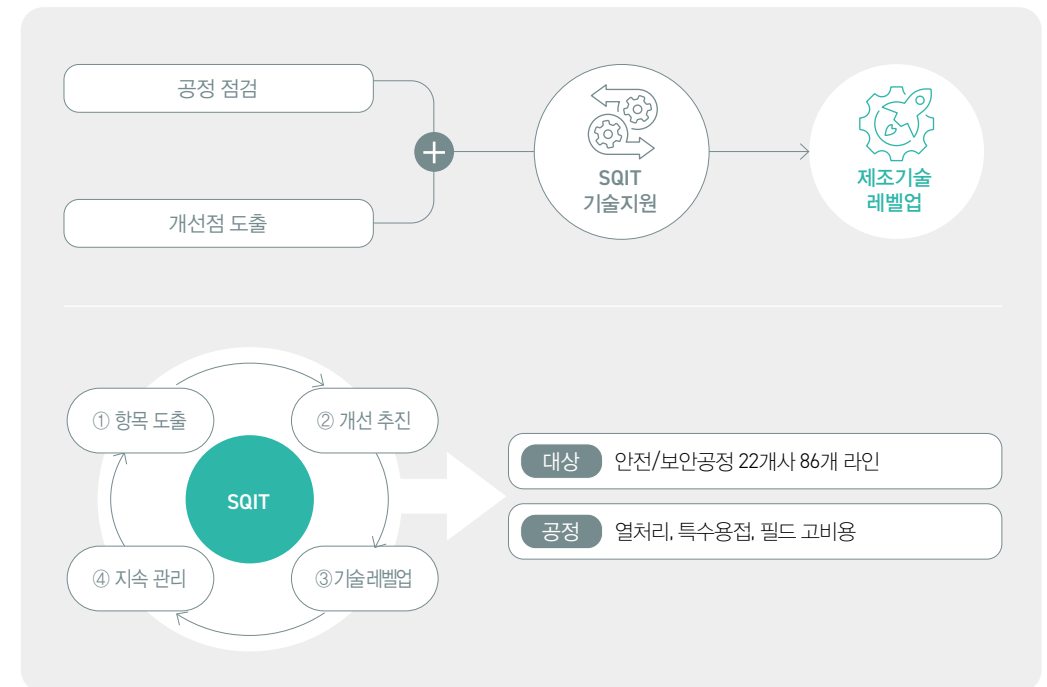 공정 점검
개선점 도출
SQIT
기술지원
제조기술
레벨업
① 항목 도출
② 개선 추진
SQIT
④ 지속 관리
③ 기술레벨업
대상 안전/보안공정 22개사 86개 라인
공정 열처리, 특수용접, 필드 고비용